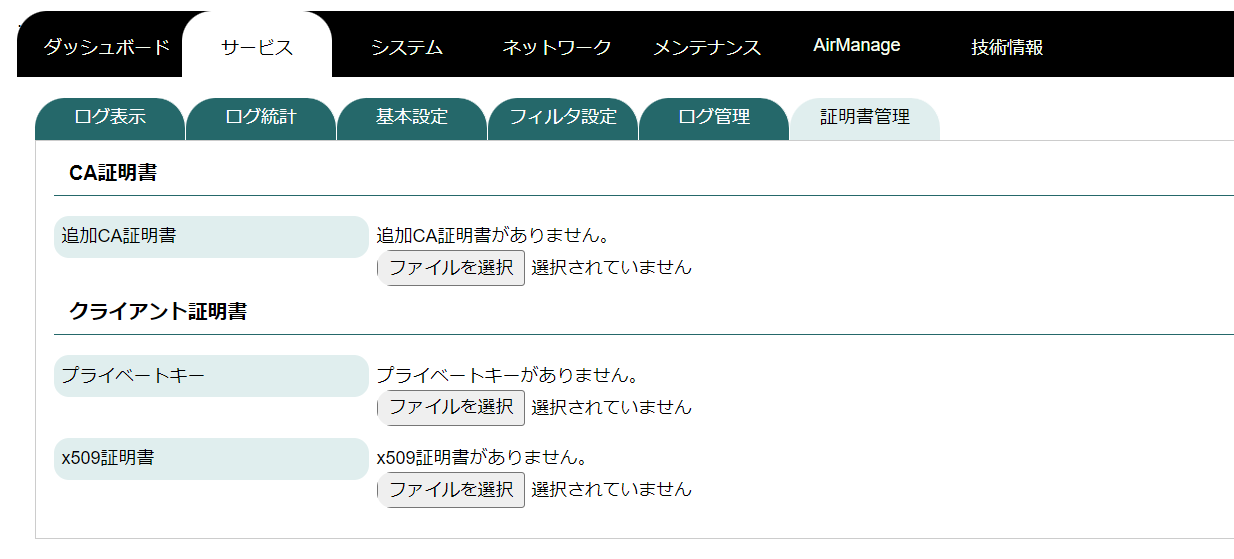 ダッシュボード サービス システム ネットワーク メンテナンス AirManage 技術情報
ログ表示 ログ統計 基本設定 フィルタ設定 ログ管理 証明書管理
CA証明書
追加CA証明書 追加CA証明書がありません。
ファイルを選択 選択されていません
クライアント証明書
プライベートキー プライベートキーがありません。
ファイルを選択 選択されていません
x509証明書 x509証明書がありません。
ファイルを選択 選択されていません